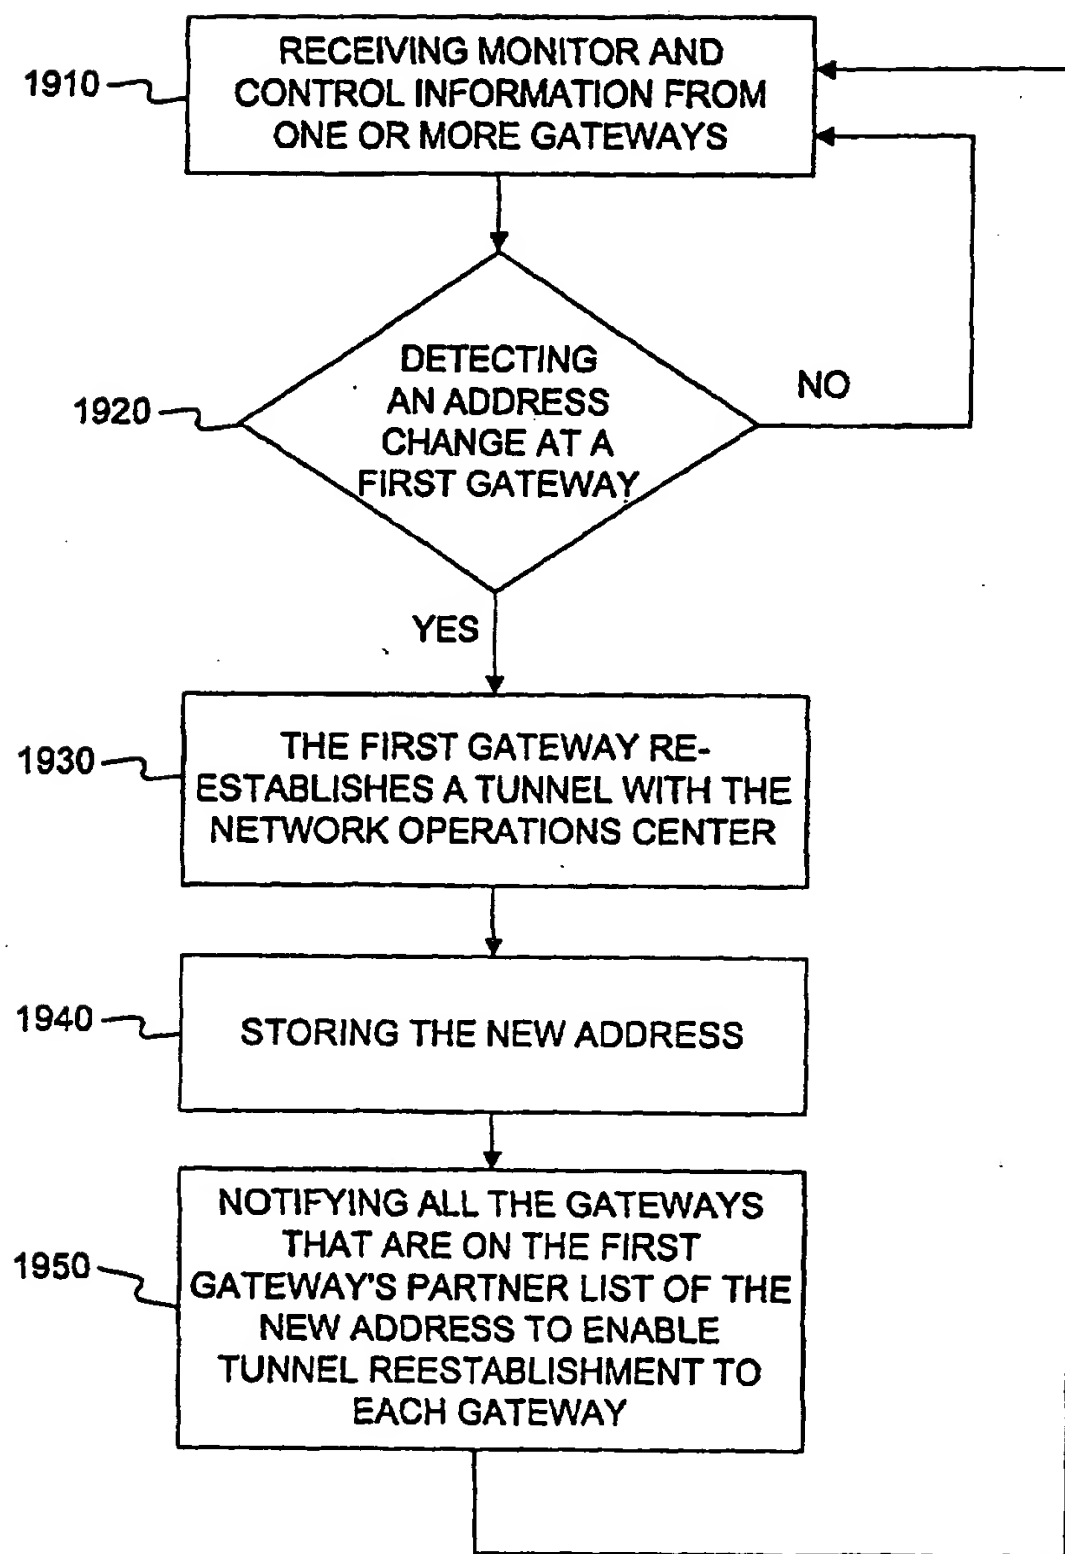 1910
RECEIVING MONITOR AND
CONTROL INFORMATION FROM
ONE OR MORE GATEWAYS
1920
DETECTING
AN ADDRESS
CHANGE AT A
FIRST GATEWAY
NO
YES
1930
THE FIRST GATEWAY RE-
ESTABLISHES A TUNNEL WITH THE
NETWORK OPERATIONS CENTER
1940
STORING THE NEW ADDRESS
1950
NOTIFYING ALL THE GATEWAYS
THAT ARE ON THE FIRST
GATEWAY'S PARTNER LIST OF THE
NEW ADDRESS TO ENABLE
TUNNEL REESTABLISHMENT TO
EACH GATEWAY